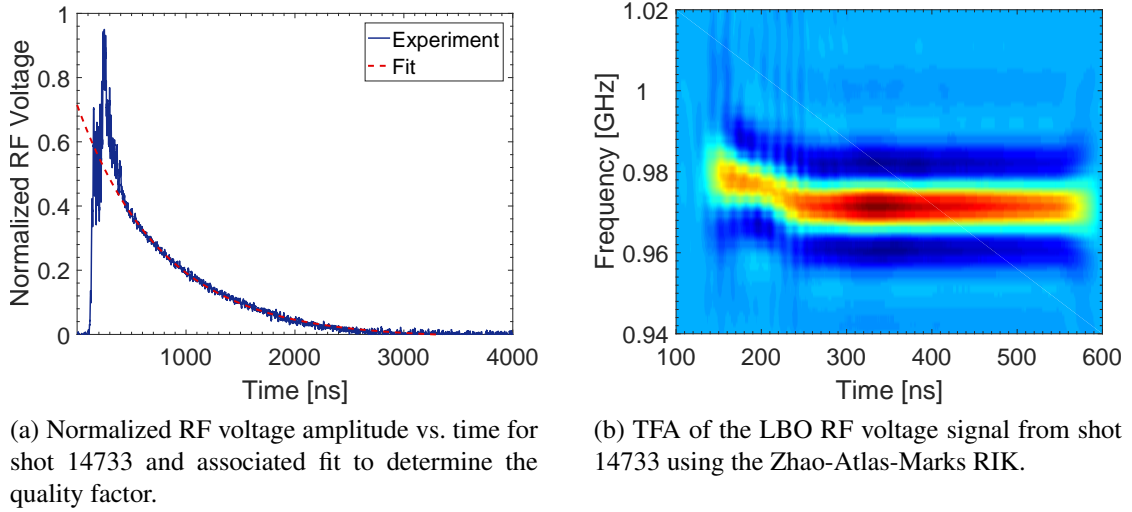 1
0.8
0.6
0.4
0.2
0
Normalized RF Voltage
Experiment
Fit
1000 2000 3000 4000
Time [ns]
(a) Normalized RF voltage amplitude vs. time for
shot 14733 and associated fit to determine the
quality factor.
1.02
1
0.98
0.96
0.94
Frequency [GHz]
100 200 300 400 500 600
Time [ns]
(b) TFA of the LBO RF voltage signal from shot
14733 using the Zhao-Atlas-Marks RIK.